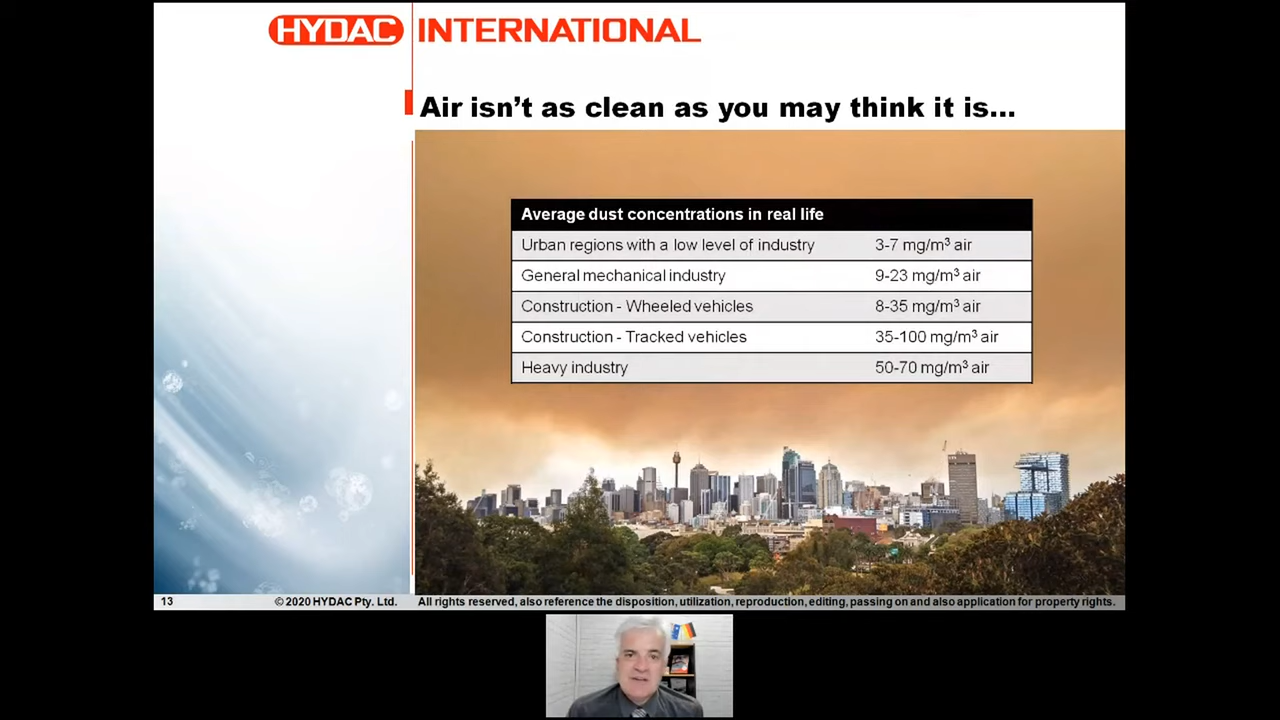 HYDAC INTERNATIONAL
Air isn't as clean as you may think it is...
Average dust concentrations in real life
Urban regions with a low level of industry 3-7 mg/m³ air
General mechanical industry 9-23 mg/m³ air
Construction - Wheeled vehicles 8-35 mg/m³ air
Construction - Tracked vehicles 35-100 mg/m³ air
Heavy industry 50-70 mg/m³ air
13 © 2020 HYDAC Pty. Ltd. All rights reserved, also reference the disposition, utilization, reproduction, editing, passing on and also application for property rights.